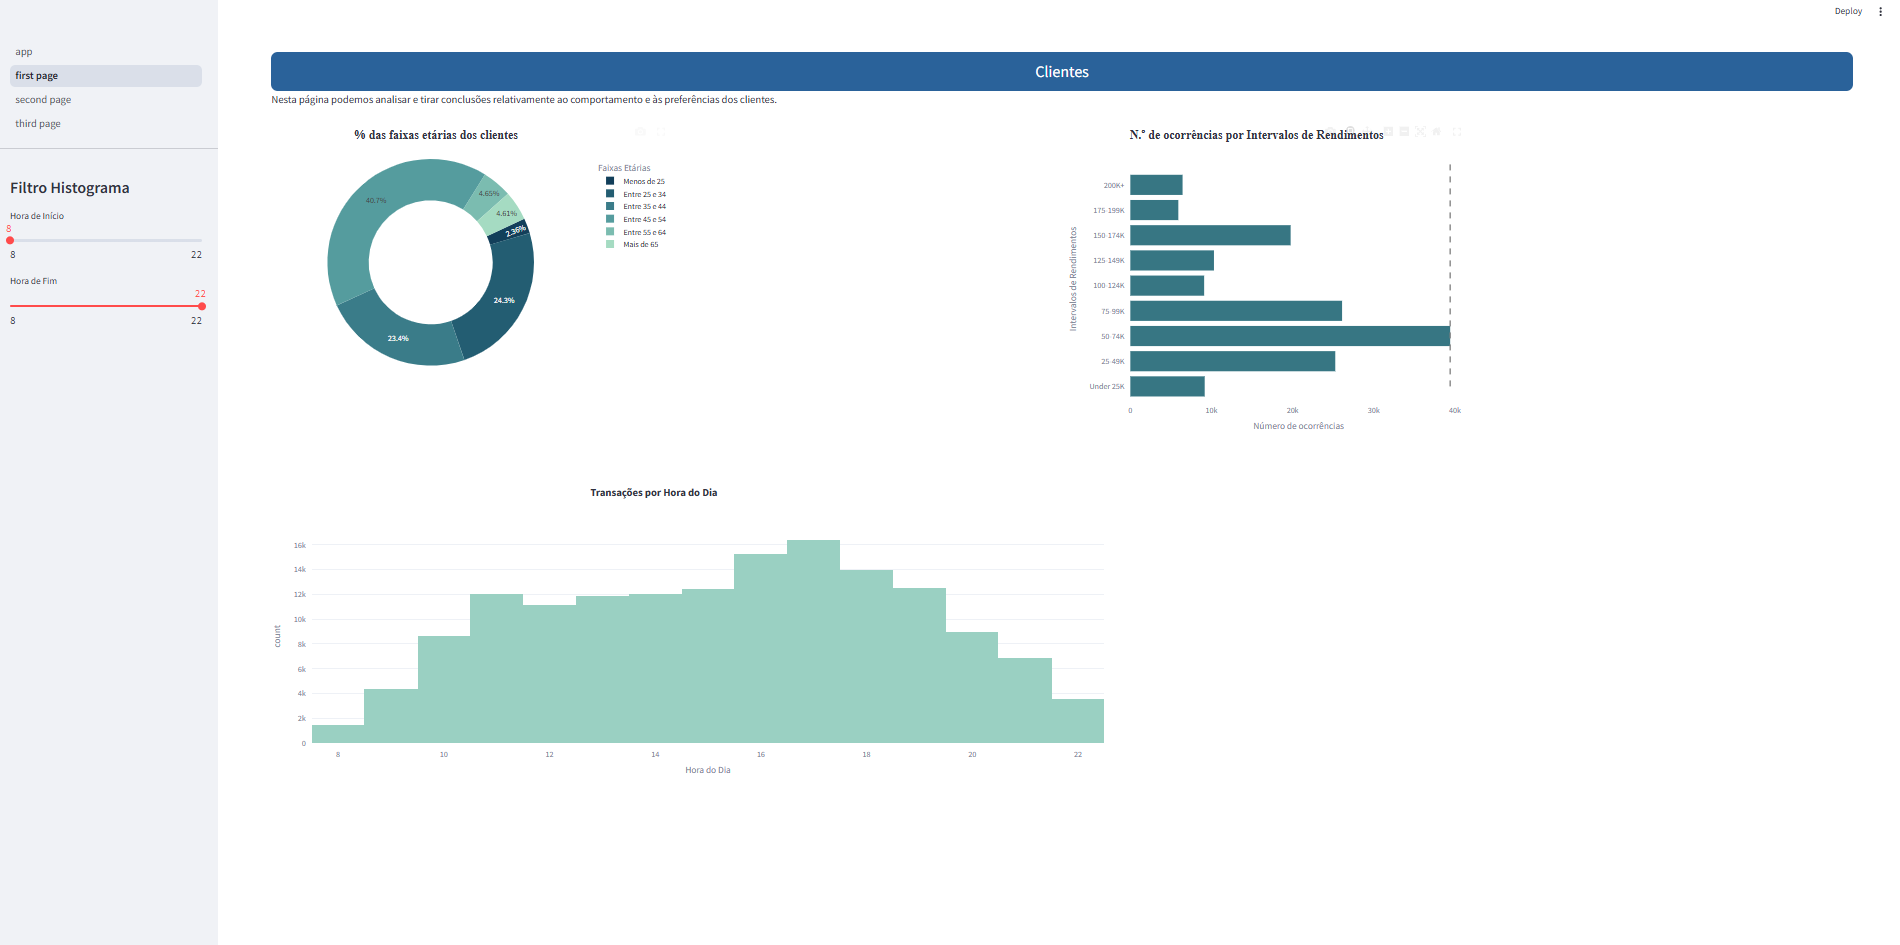 Deploy
app
first page
second page
third page
Filtro Histograma
Hora de Início
8
8 22
Hora de Fim
22
8 22
Clientes
Nesta página podemos analisar e tirar conclusões relativamente ao comportamento e às preferências dos clientes.
% das faixas etárias dos clientes
40.7%
4.65%
4.61%
2.36%
24.3%
23.4%
Faixas Etárias
Menos de 25
Entre 25 e 34
Entre 35 e 44
Entre 45 e 54
Entre 55 e 64
Mais de 65
N.º de ocorrências por Intervalos de Rendimentos
Intervalos de Rendimentos
200K+
175-199K
150-174K
125-149K
100-124K
75-99K
50-74K
25-49K
Under 25K
0 10k 20k 30k 40k
Número de ocorrências
Transações por Hora do Dia
count
16k
14k
12k
10k
8k
6k
4k
2k
0
8 10 12 14 16 18 20 22
Hora do Dia